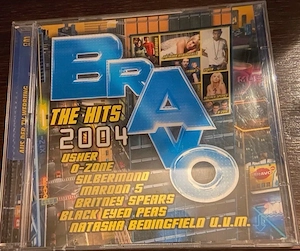 BRAVO
THE HITS
2004
USHER
O-ZONE
SILBERMOND
MAROON 5
BRITNEY SPEARS
BLACK EYED PEAS
NATASHA BEDINGFIELD U.V.M.